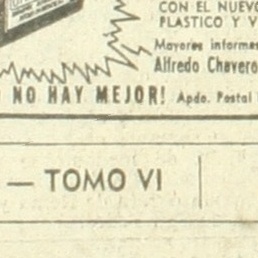 CON EL NUEVO
PLASTICO Y V
Mayores informes
Alfredo Chavero
NO HAY MEJOR! Apdo. Postal
— TOMO VI